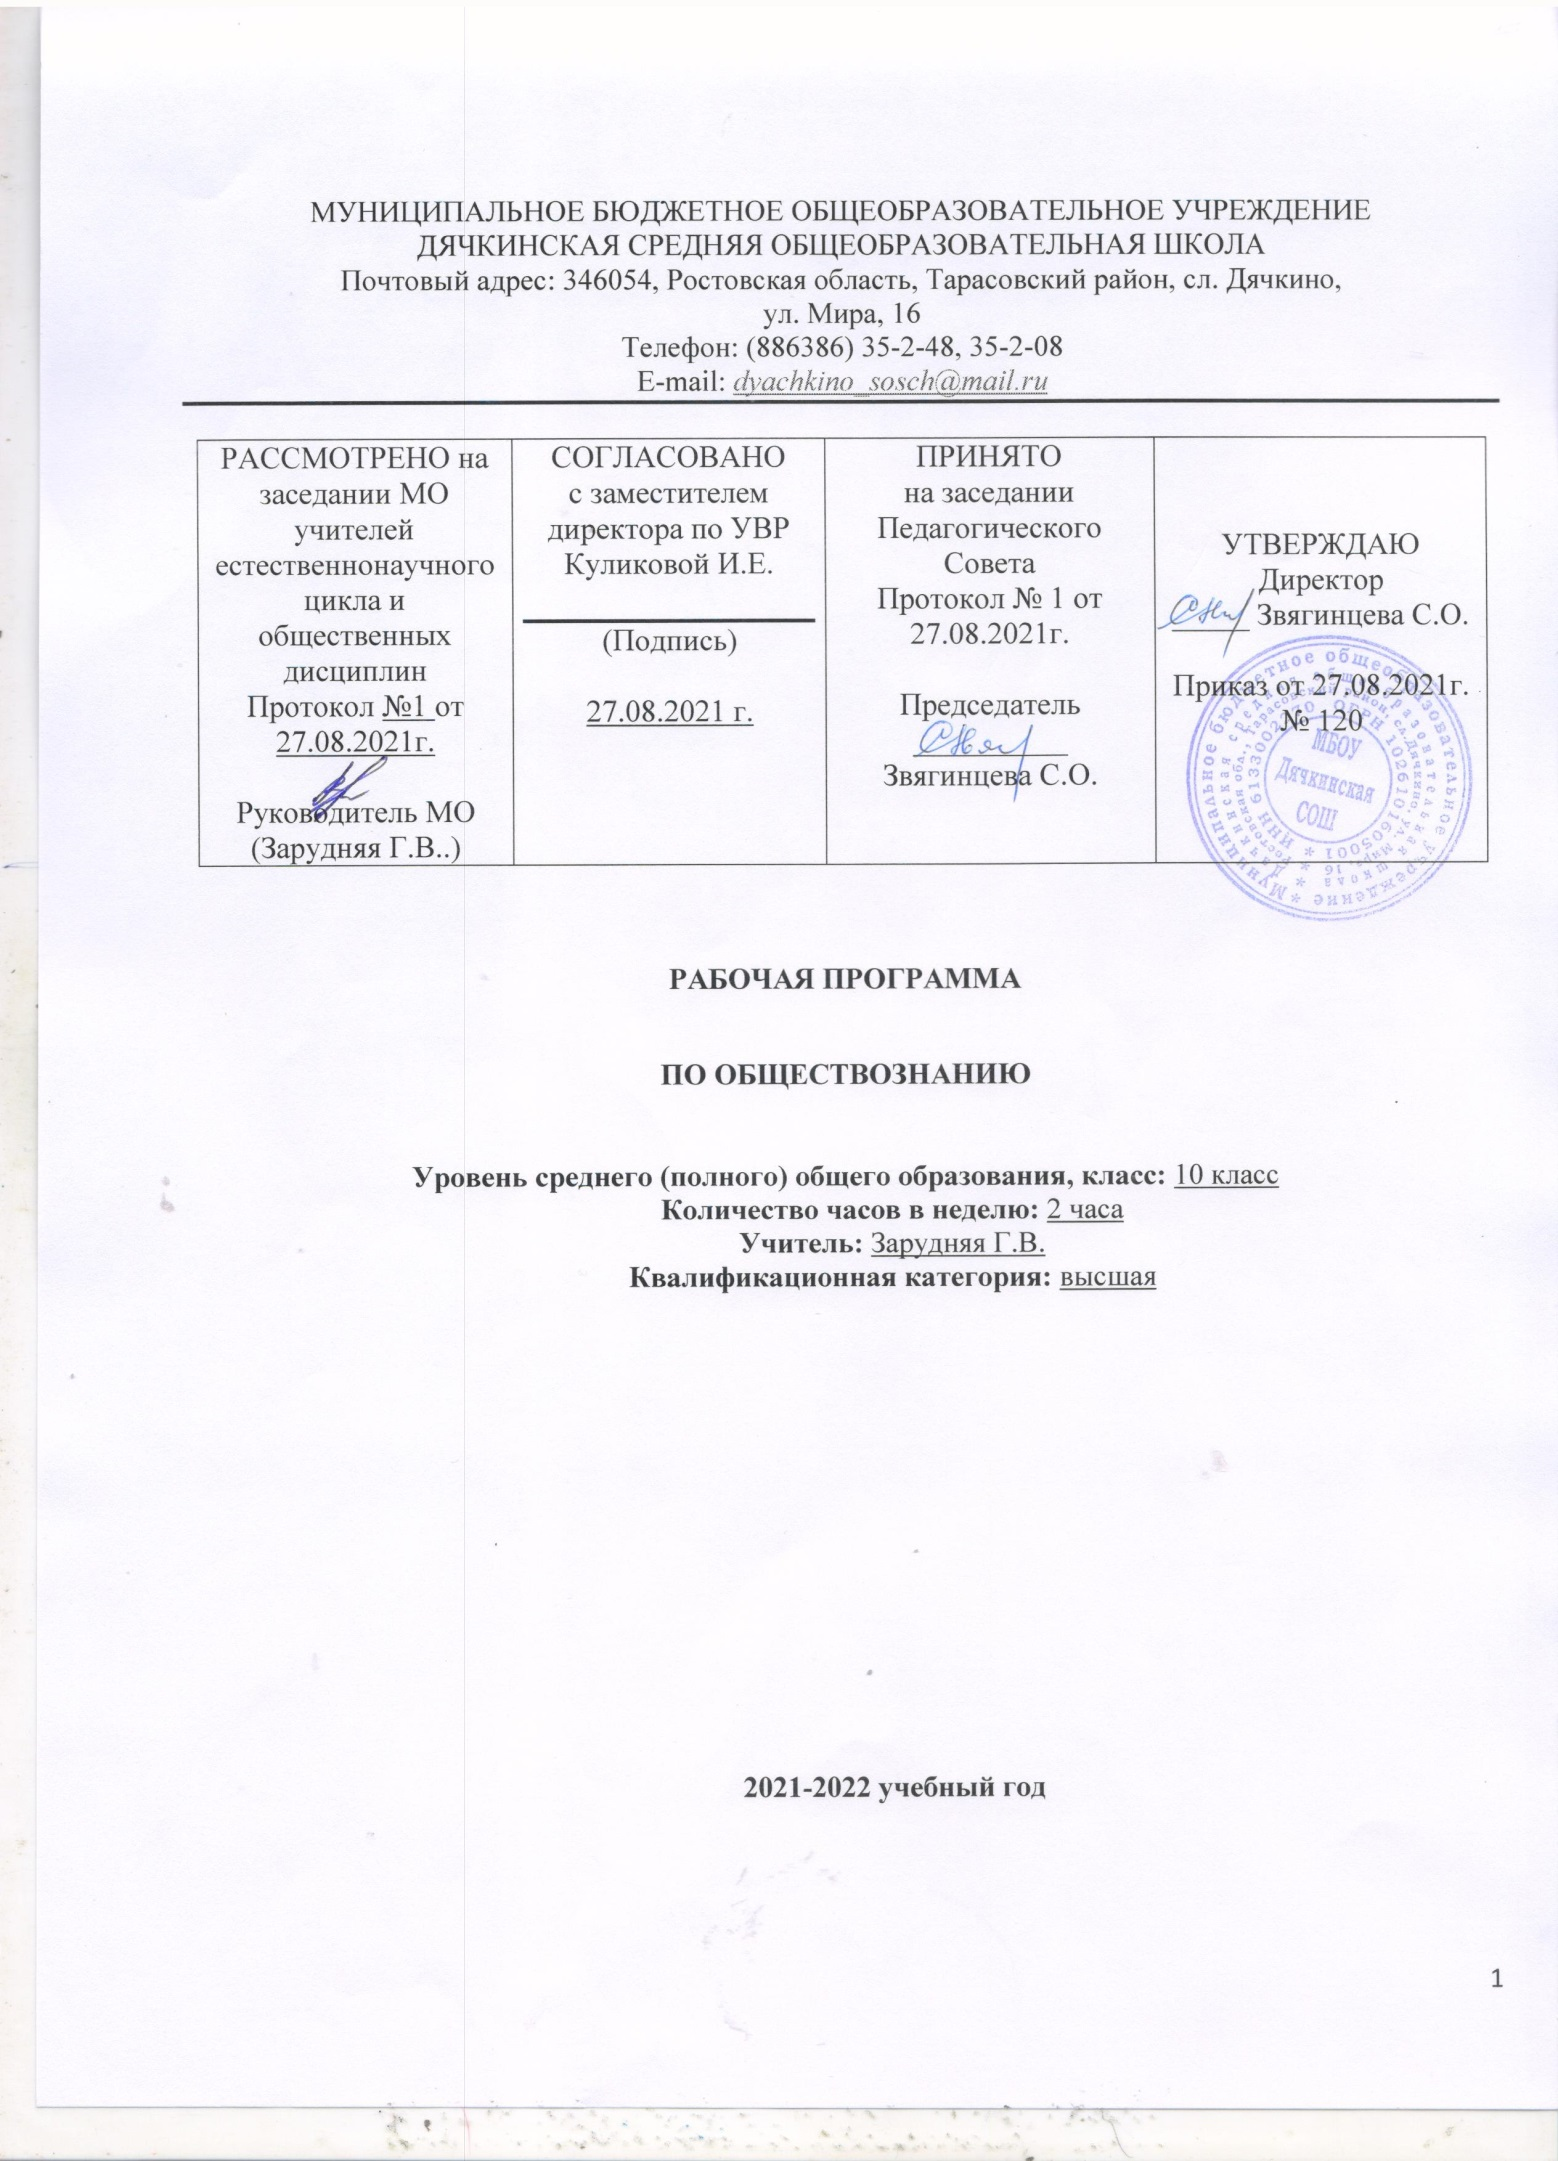 МУНИЦИПАЛЬНОЕ БЮДЖЕТНОЕ ОБЩЕОБРАЗОВАТЕЛЬНОЕ УЧРЕЖДЕНИЕ
ДЯЧКИНСКАЯ СРЕДНЯЯ ОБЩЕОБРАЗОВАТЕЛЬНАЯ ШКОЛА
Почтовый адрес: 346054, Ростовская область, Тарасовский район, сл. Дячкино,
ул. Мира, 16
Телефон: (886386) 35-2-48, 35-2-08
E-mail: dyachkino_sosch@mail.ru
РАССМОТРЕНО на
заседании МО
учителей
естественнонаучного
цикла и
общественных
дисциплин
Протокол №1 от
27.08.2021г.
Руководитель МО
(Зарудняя Г.В..)
СОГЛАСОВАНО
с заместителем
директора по УВР
Куликовой И.Е.
(Подпись)
27.08.2021 г.
ПРИНЯТО
на заседании
Педагогического
Совета
Протокол № 1 от
27.08.2021г.
Председатель
Звягинцева С.О.
УТВЕРЖДАЮ
Директор
Звягинцева С.О.
Приказ от 27.08.2021г.
№ 120
МБОУ
Дячкинская
СОШ
РАБОЧАЯ ПРОГРАММА
ПО ОБЩЕСТВОЗНАНИЮ
Уровень среднего (полного) общего образования, класс: 10 класс
Количество часов в неделю: 2 часа
Учитель: Зарудняя Г.В.
Квалификационная категория: высшая
2021-2022 учебный год
1